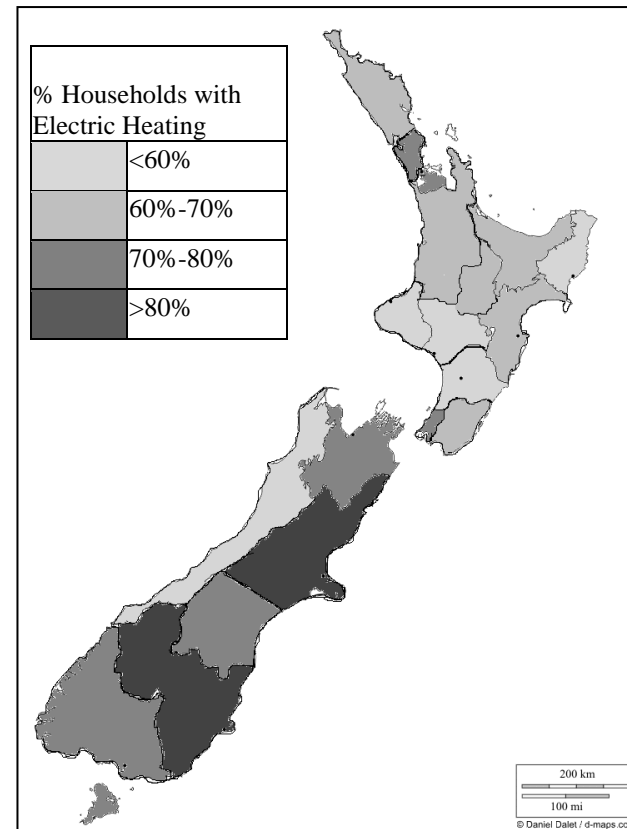 % Households with
Electric Heating
<60%
60%-70%
70%-80%
>80%
200 km
100 mi
© Daniel Dalet / d-maps.co